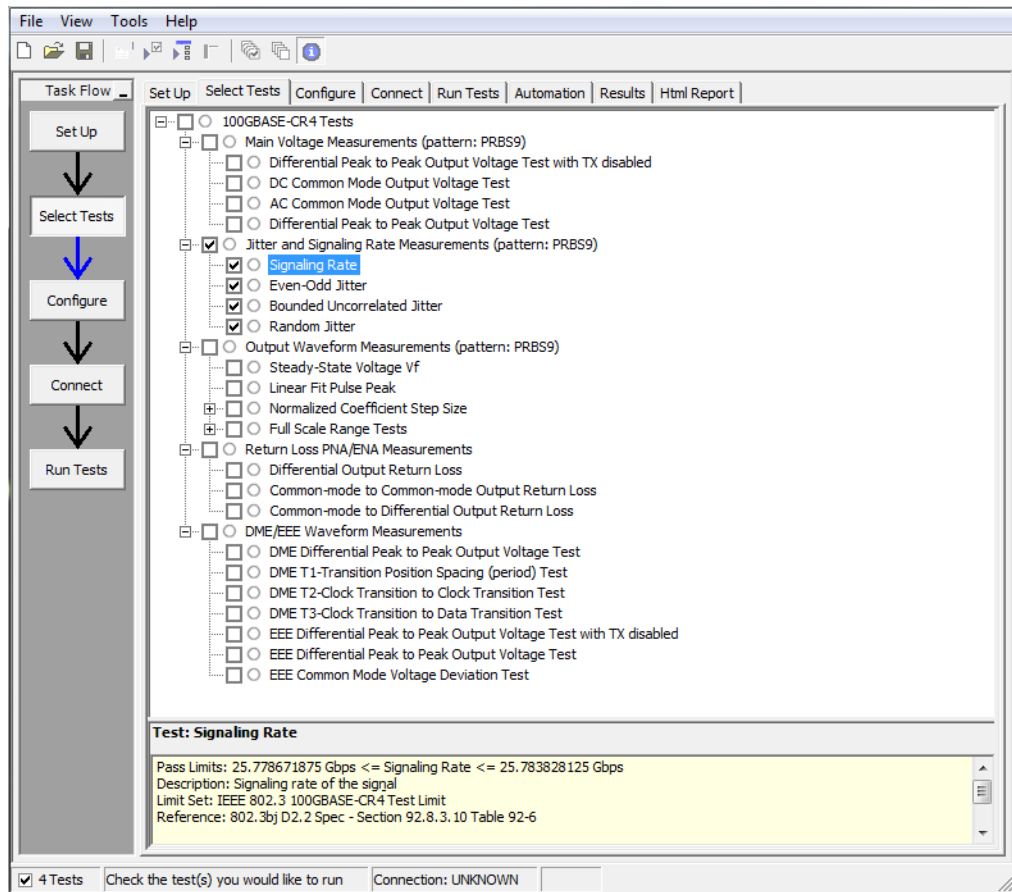 File View Tools Help
Task Flow
Set Up
Select Tests
Configure
Connect
Run Tests
Set Up Select Tests Configure Connect Run Tests Automation Results Html Report
100GBASE-CR4 Tests
Main Voltage Measurements (pattern: PRBS9)
Differential Peak to Peak Output Voltage Test with TX disabled
DC Common Mode Output Voltage Test
AC Common Mode Output Voltage Test
Differential Peak to Peak Output Voltage Test
Jitter and Signaling Rate Measurements (pattern: PRBS9)
Signaling Rate
Even-Odd Jitter
Bounded Uncorrelated Jitter
Random Jitter
Output Waveform Measurements (pattern: PRBS9)
Steady-State Voltage Vf
Linear Fit Pulse Peak
Normalized Coefficient Step Size
Full Scale Range Tests
Return Loss PNA/ENA Measurements
Differential Output Return Loss
Common-mode to Common-mode Output Return Loss
Common-mode to Differential Output Return Loss
DME/EEE Waveform Measurements
DME Differential Peak to Peak Output Voltage Test
DME T1-Transition Position Spacing (period) Test
DME T2-Clock Transition to Clock Transition Test
DME T3-Clock Transition to Data Transition Test
EEE Differential Peak to Peak Output Voltage Test with TX disabled
EEE Differential Peak to Peak Output Voltage Test
EEE Common Mode Voltage Deviation Test
Test: Signaling Rate
Pass Limits: 25.778671875 Gbps <= Signaling Rate <= 25.783828125 Gbps
Description: Signaling rate of the signal
Limit Set: IEEE 802.3 100GBASE-CR4 Test Limit
Reference: 802.3bj D2.2 Spec - Section 92.8.3.10 Table 92-6
4 Tests Check the test(s) you would like to run Connection: UNKNOWN